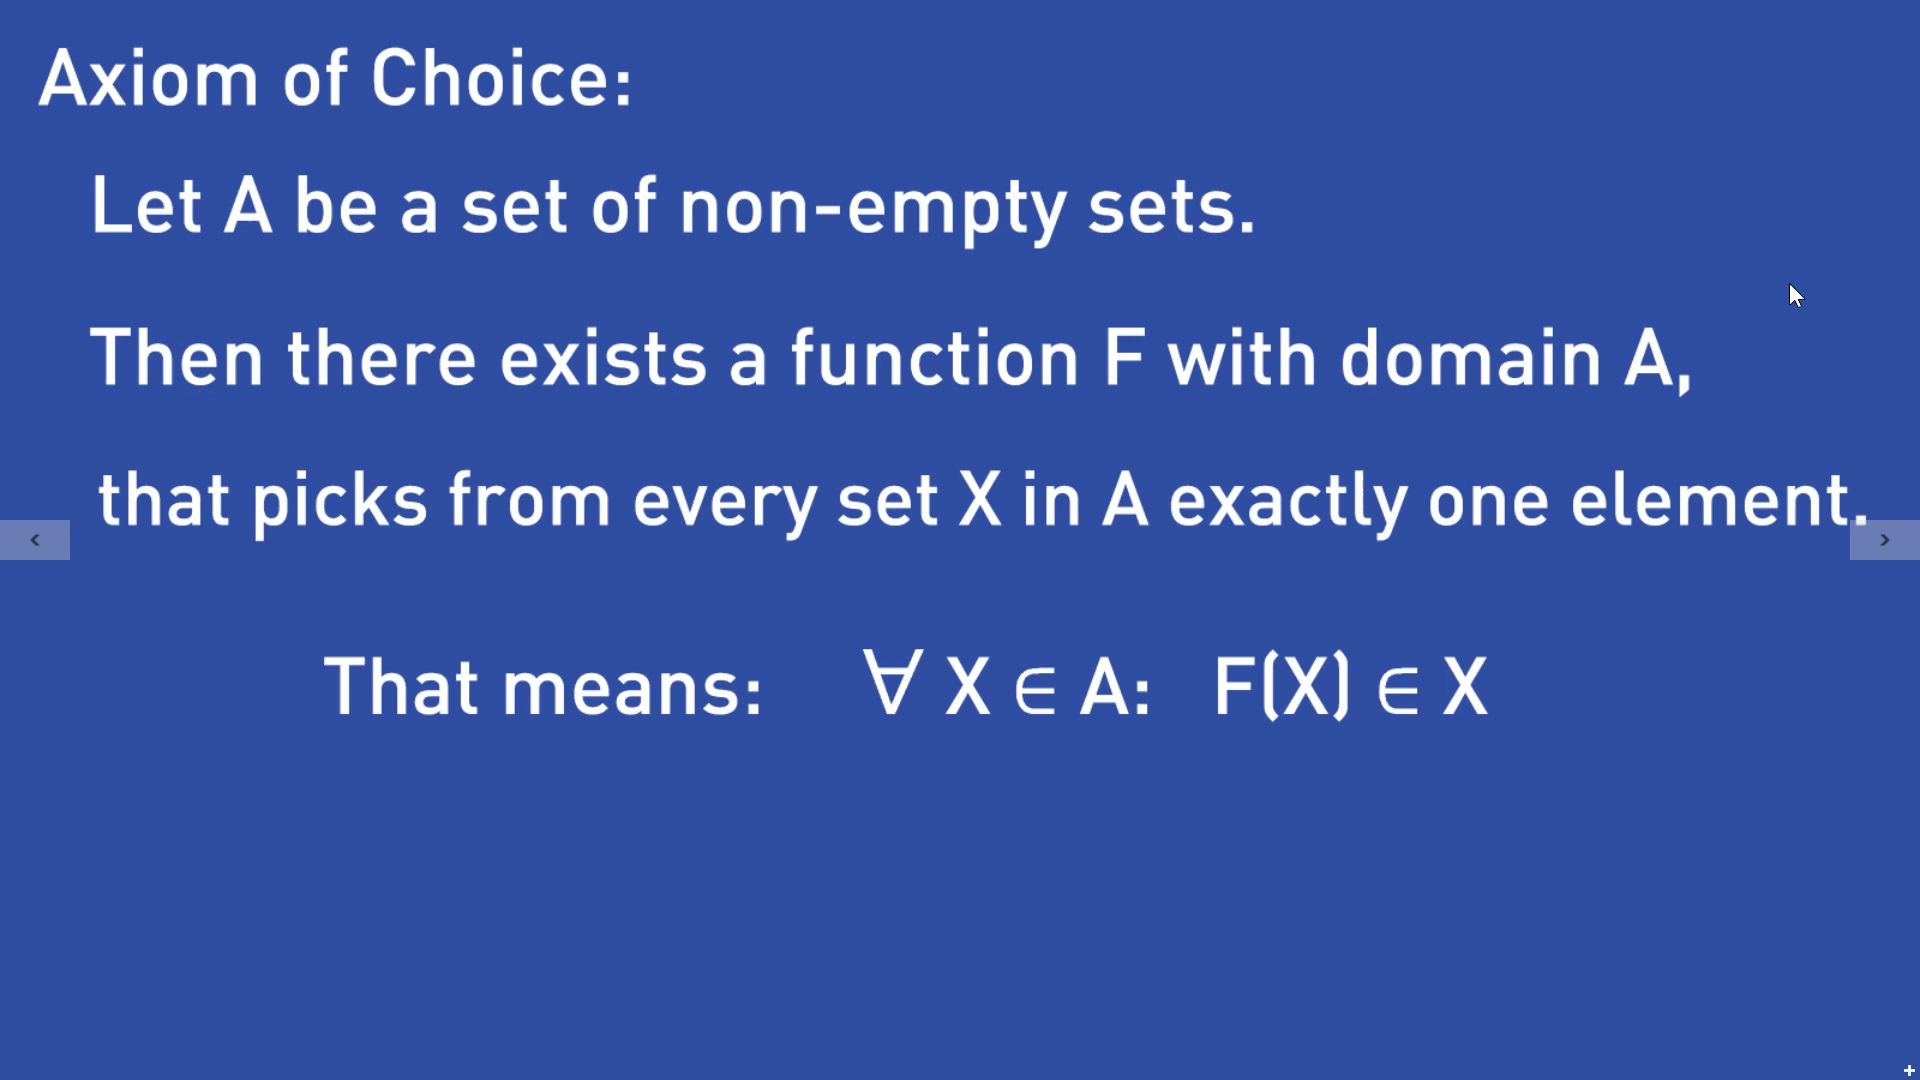 Axiom of Choice:
Let A be a set of non-empty sets.
Then there exists a function F with domain A,
that picks from every set X in A exactly one element.
<
>
That means: ∀ X ∈ A: F(X) ∈ X
+